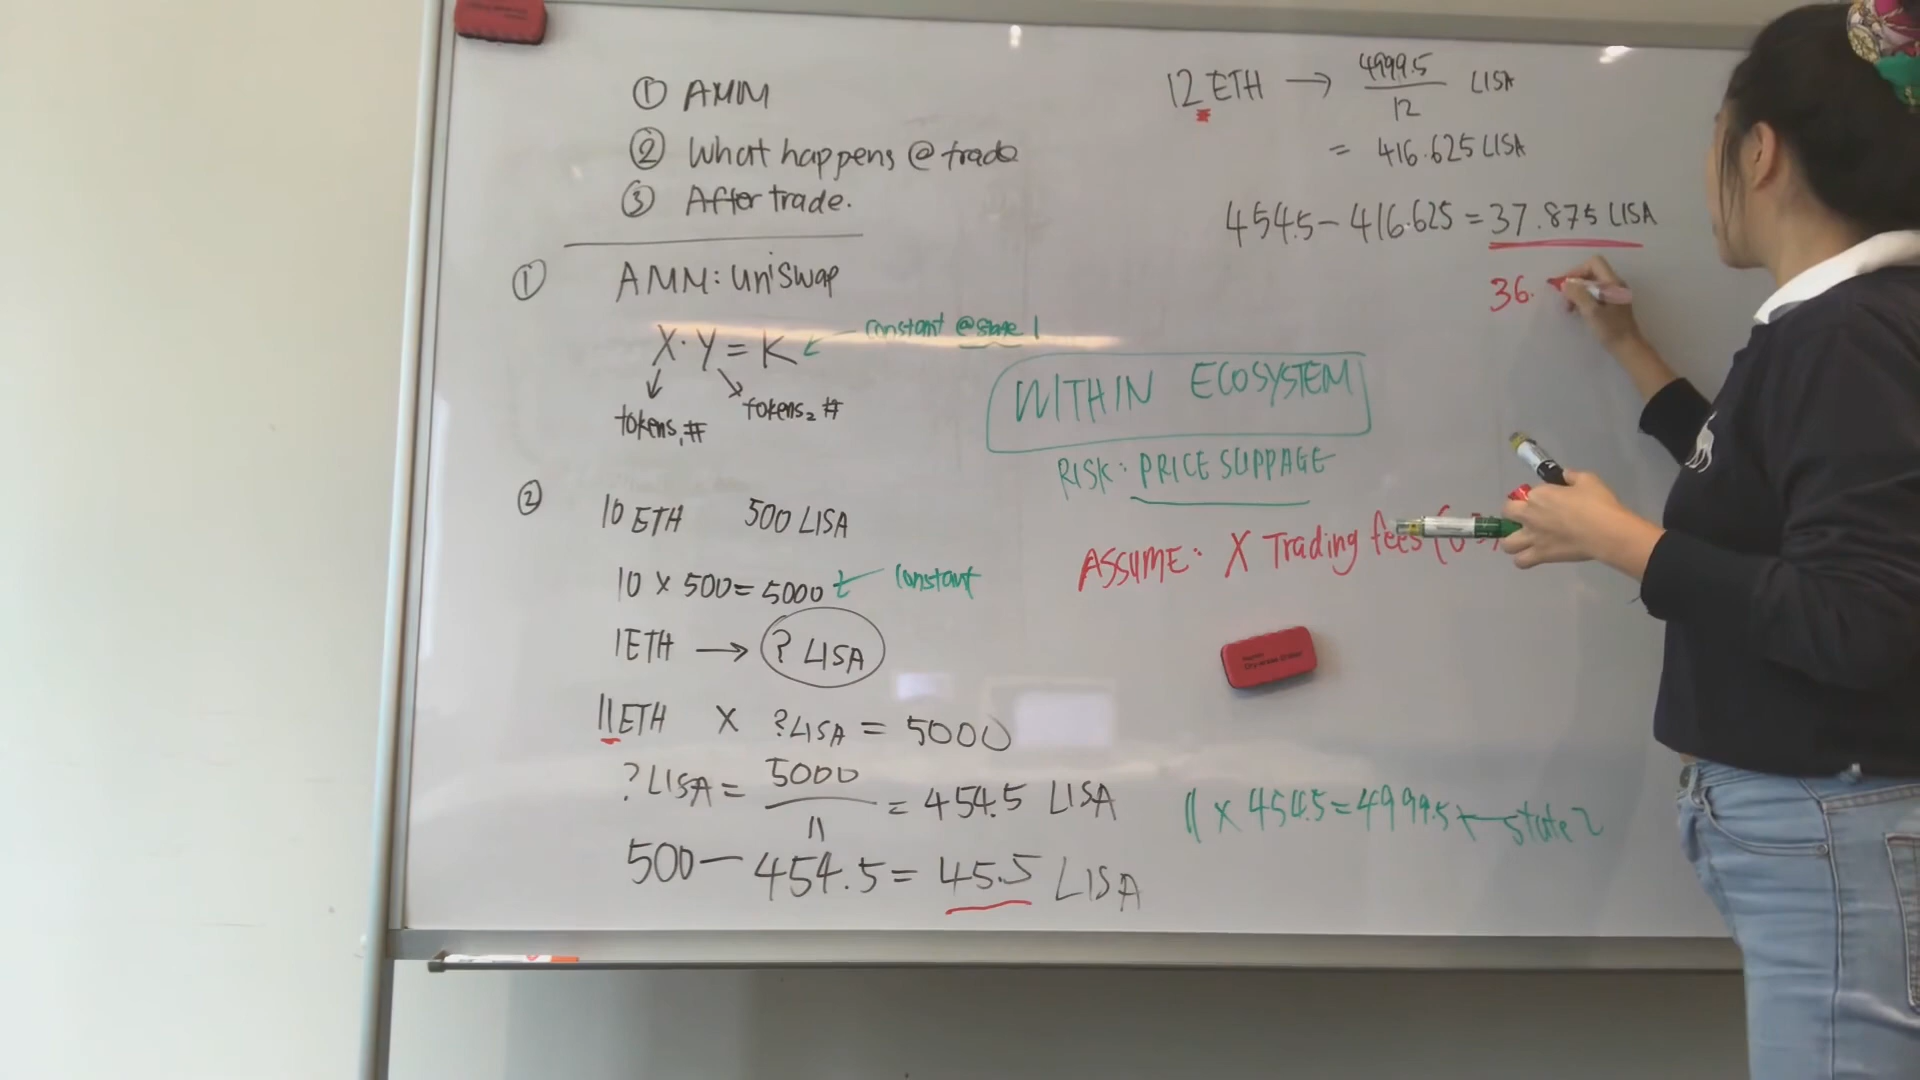 ① AMM
② What happens @ trade
③ After trade.
① AMM: Uniswap
X · Y = K ← constant @ state 1
tokens₁ # tokens₂ #
② 10 ETH 500 LISA
10 x 500 = 5000 ← constant
1ETH → ? LISA
11ETH x ? LISA = 5000
? LISA = 5000 / 11 = 454.5 LISA
500 — 454.5 = 45.5 LISA
12 ETH → 4999.5 / 12 LISA
= 416.625 LISA
454.5 — 416.625 = 37.875 LISA
36.
WITHIN ECOSYSTEM
RISK: PRICE SLIPPAGE
ASSUME: X Trading fees
11 x 454.5 = 4999.5 ← state 2